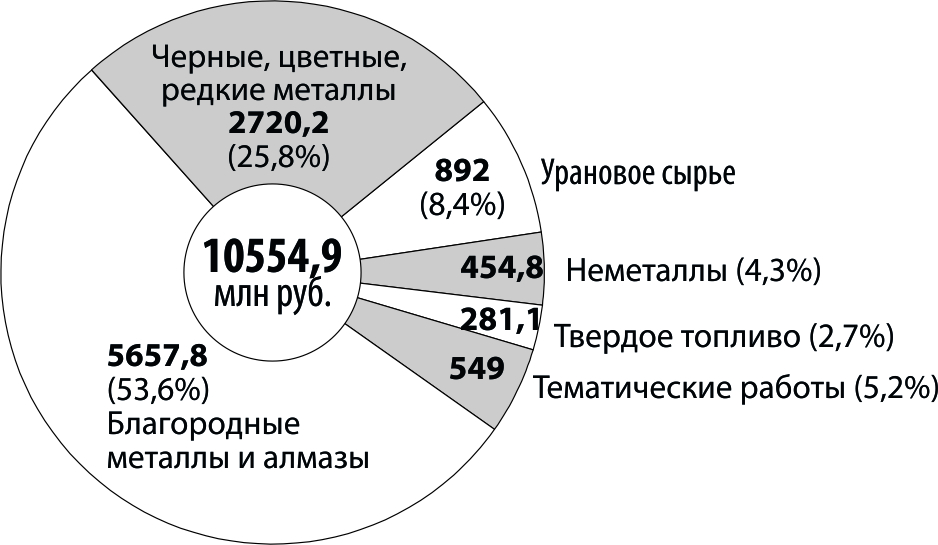 Черные, цветные,
редкие металлы
2720,2
(25,8%)
892
(8,4%)
Урановое сырье
10554,9
млн руб.
454,8
Неметаллы (4,3%)
281,1
Твердое топливо (2,7%)
549
Тематические работы (5,2%)
5657,8
(53,6%)
Благородные
металлы и алмазы